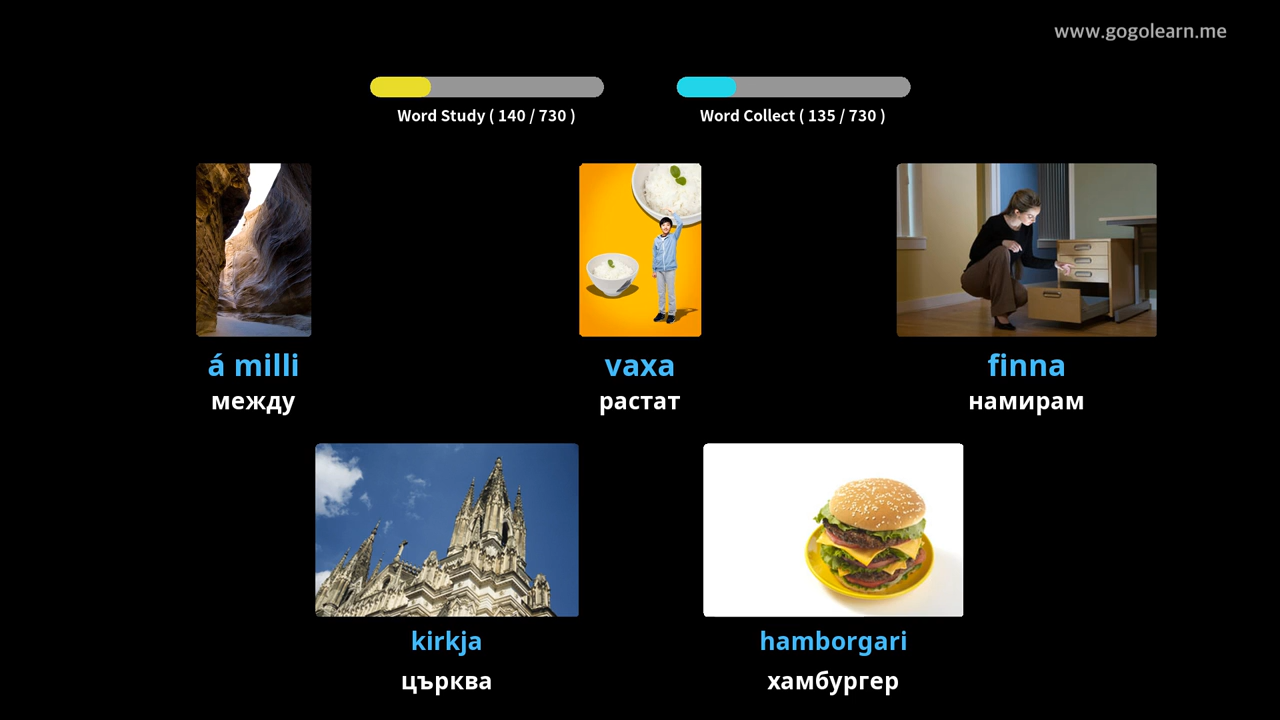 www.gogolearn.me
Word Study ( 140 / 730 )
Word Collect ( 135 / 730 )
á milli
vaxa
finna
между
растат
намирам
kirkja
hamborgari
църква
хамбургер